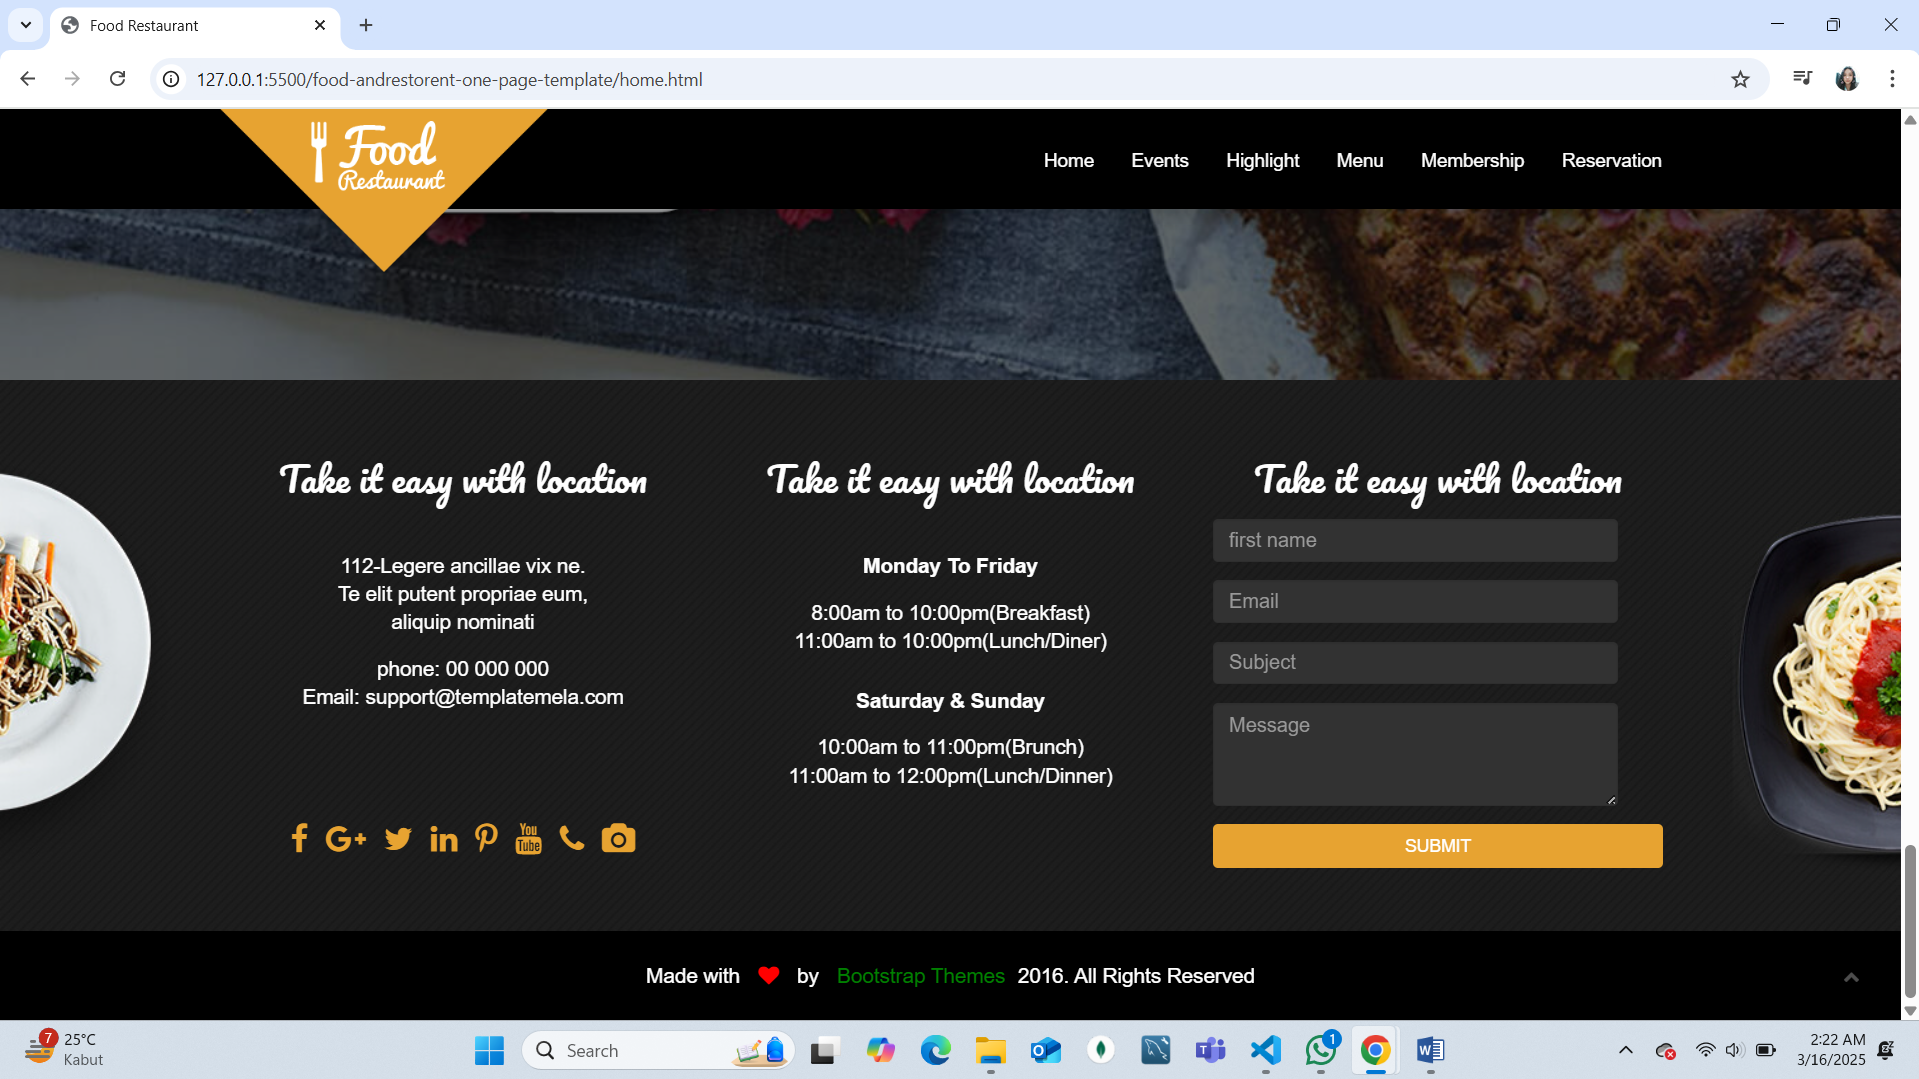 Food Restaurant
127.0.0.1:5500/food-andrestorent-one-page-template/home.html
Food
Restaurant
Home Events Highlight Menu Membership Reservation
Take it easy with location
112-Legere ancillae vix ne.
Te elit putent propriae eum,
aliquip nominati
phone: 00 000 000
Email: support@templatemela.com
You
Tube
Take it easy with location
Monday To Friday
8:00am to 10:00pm(Breakfast)
11:00am to 10:00pm(Lunch/Diner)
Saturday & Sunday
10:00am to 11:00pm(Brunch)
11:00am to 12:00pm(Lunch/Dinner)
Take it easy with location
first name
Email
Subject
Message
SUBMIT
Made with by Bootstrap Themes 2016. All Rights Reserved
7
25°C
Kabut
Search
1
2:22 AM
3/16/2025